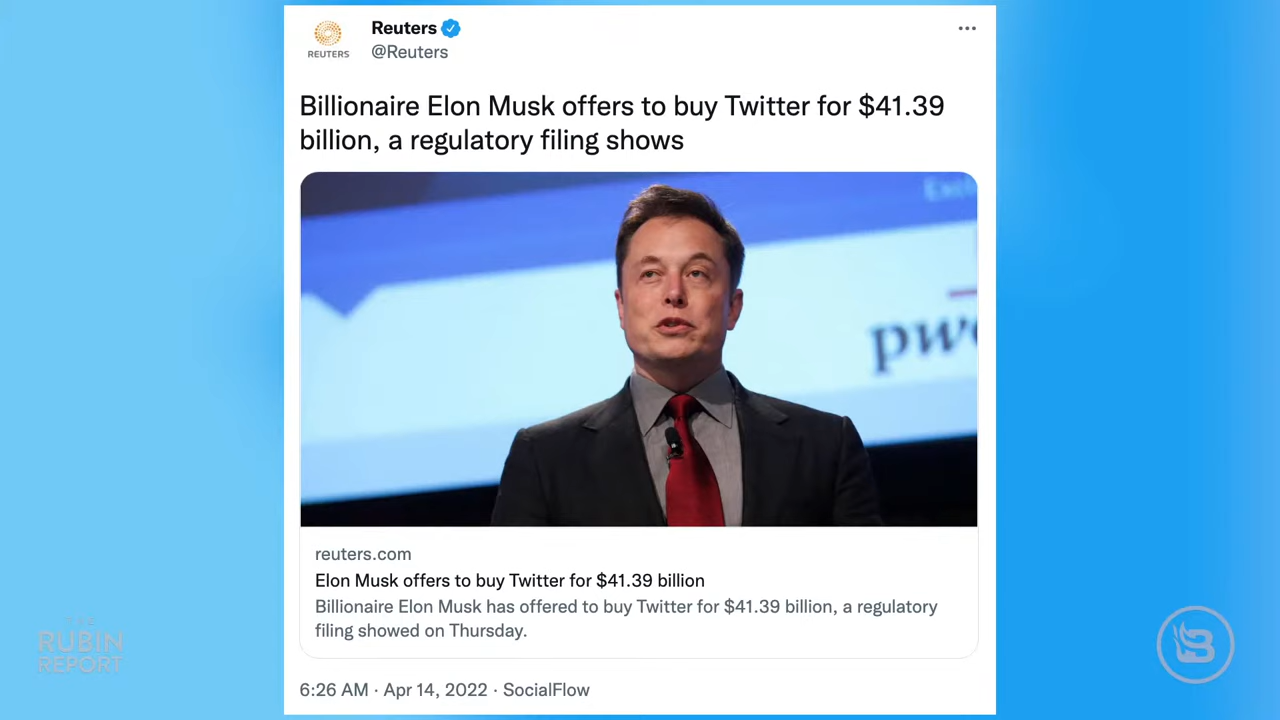 Reuters
@Reuters
REUTERS
Billionaire Elon Musk offers to buy Twitter for $41.39
billion, a regulatory filing shows
pwc
reuters.com
Elon Musk offers to buy Twitter for $41.39 billion
Billionaire Elon Musk has offered to buy Twitter for $41.39 billion, a regulatory
filing showed on Thursday.
THE
RUBIN
REPORT
B
6:26 AM · Apr 14, 2022 · SocialFlow